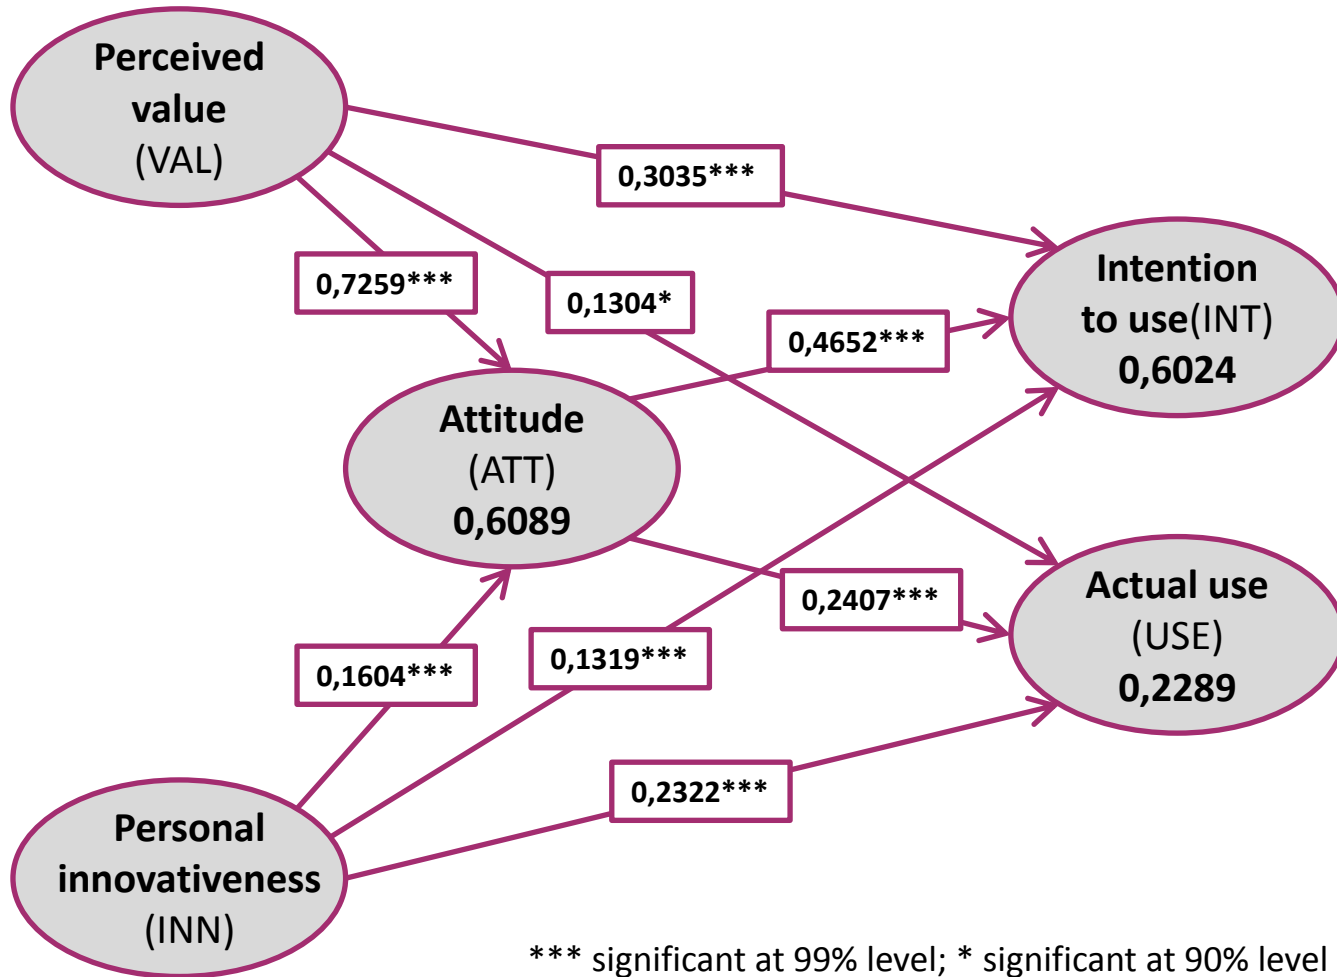 Perceived
value
(VAL)
0,3035***
0,7259***
0,1304*
0,4652***
Intention
to use(INT)
0,6024
Attitude
(ATT)
0,6089
0,2407***
Actual use
(USE)
0,2289
0,1604***
0,1319***
0,2322***
Personal
innovativeness
(INN)
*** significant at 99% level; * significant at 90% level